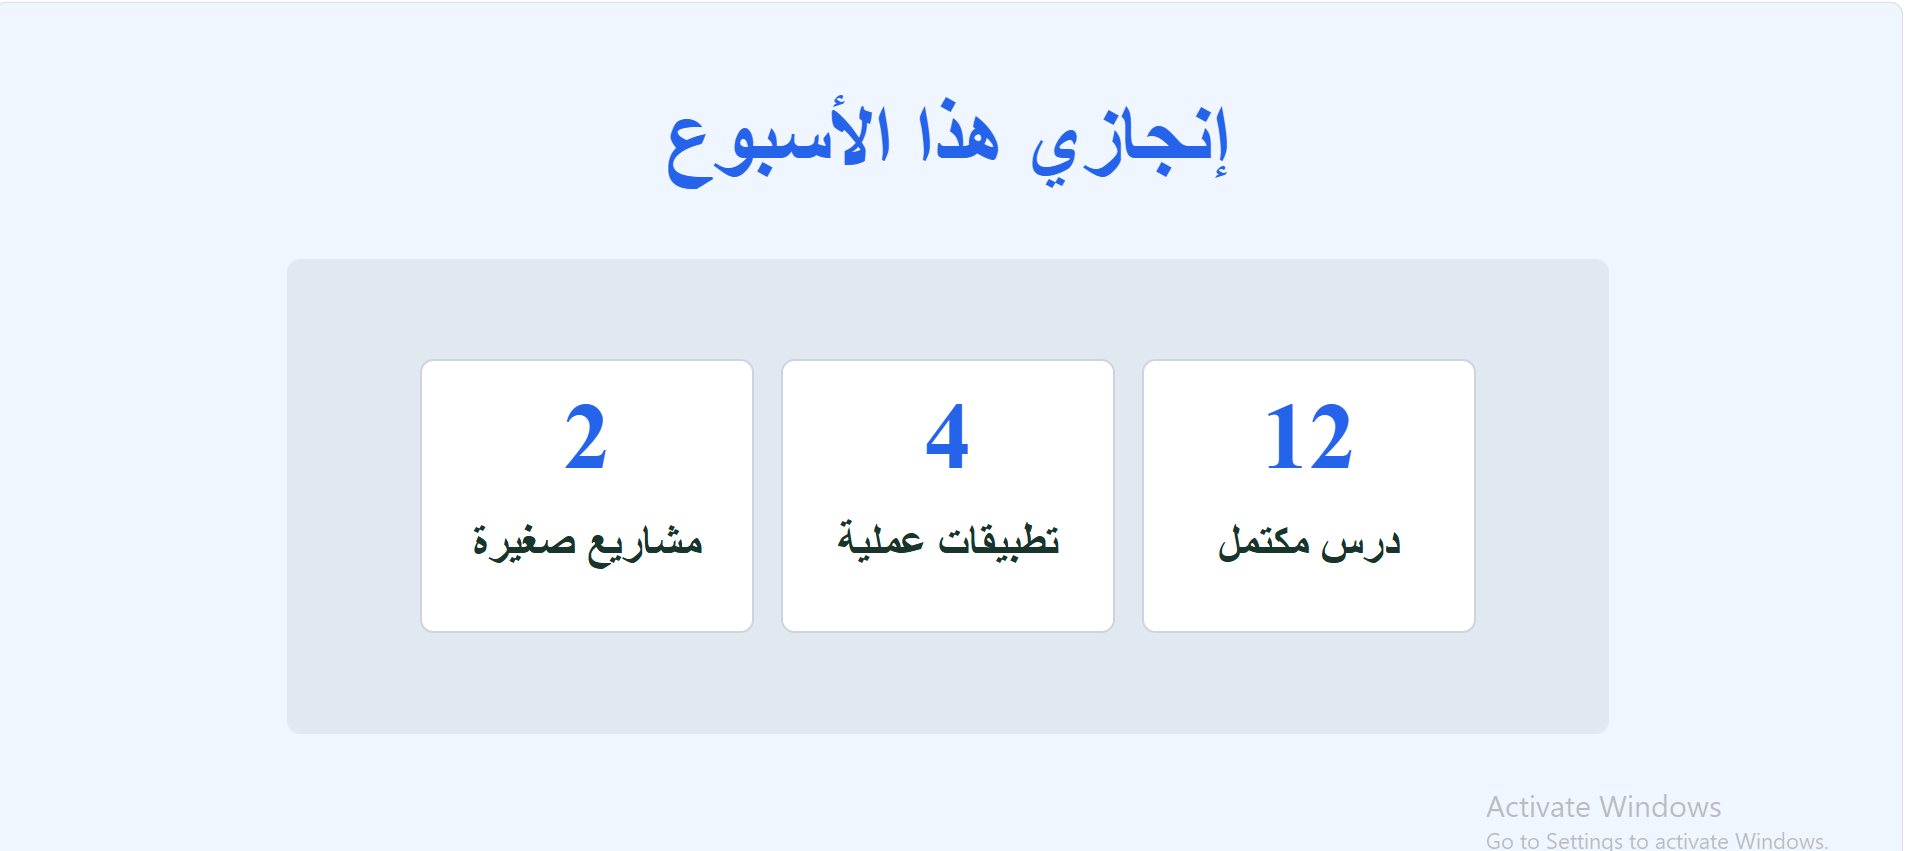 إنجازي هذا الأسبوع
12
درس مكتمل
4
تطبيقات عملية
2
مشاريع صغيرة
Activate Windows
Go to Settings to activate Windows.